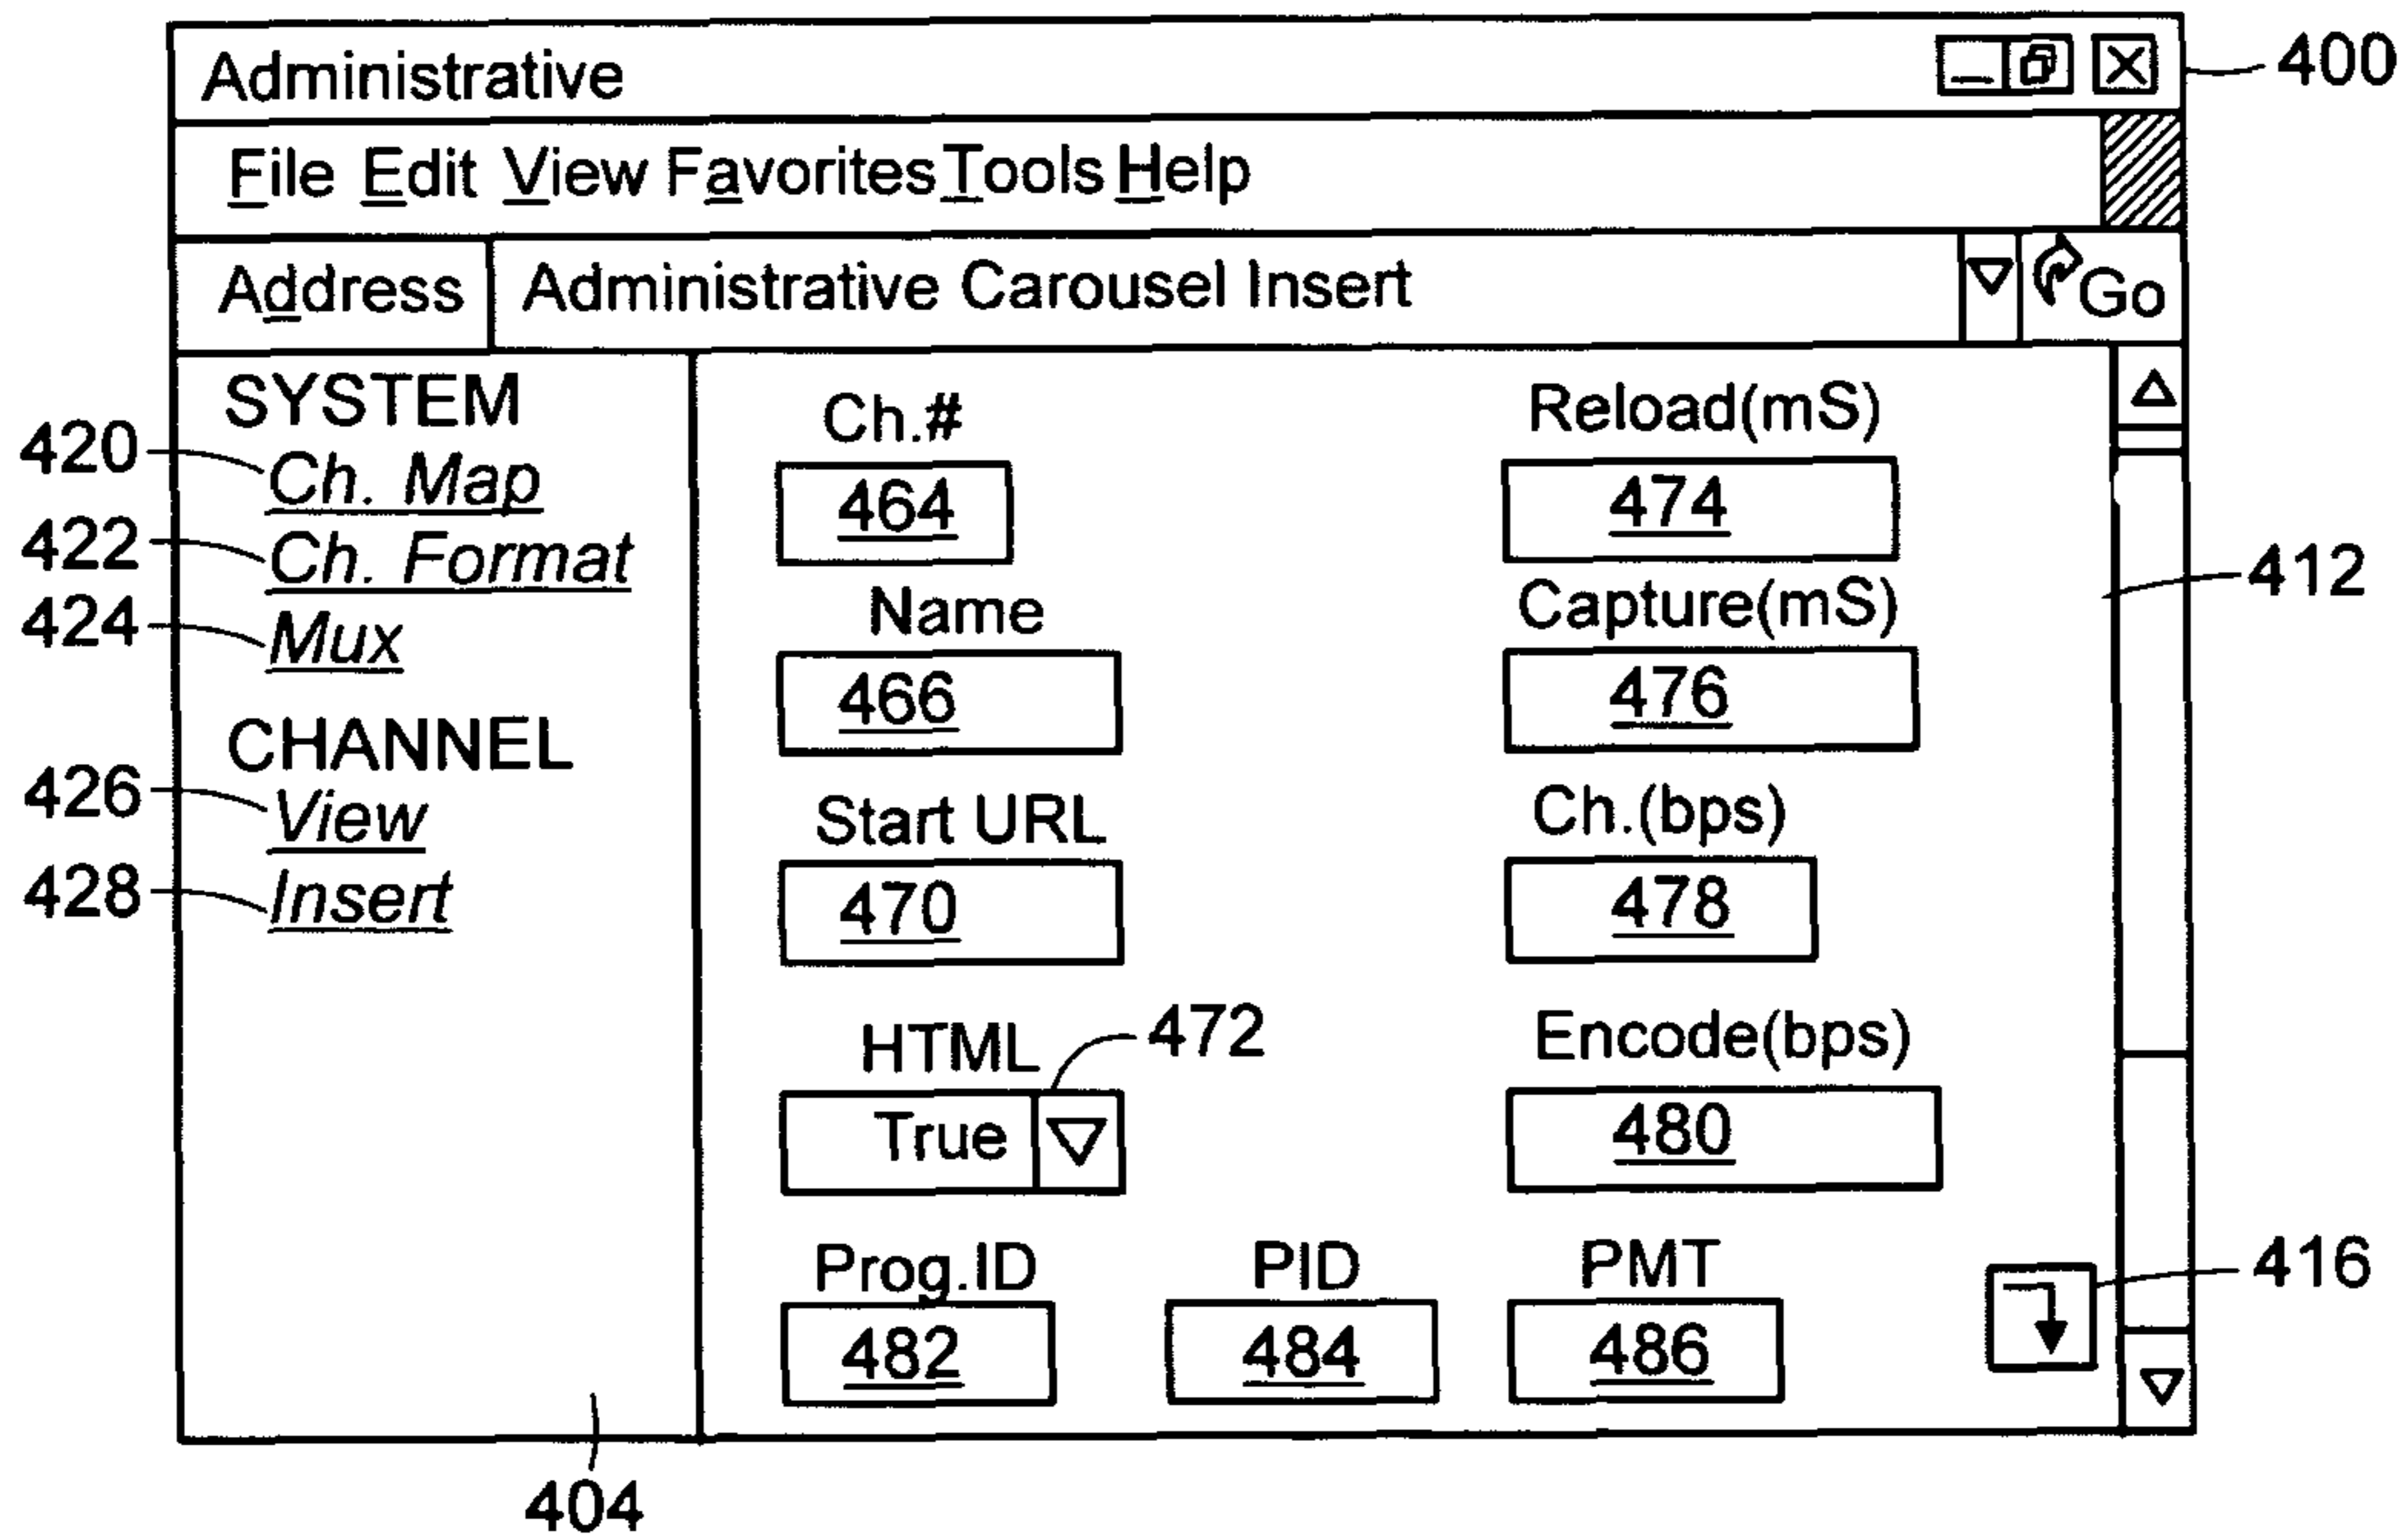 Administrative
400
File Edit View Favorites Tools Help
Address Administrative Carousel Insert Go
SYSTEM
420 Ch. Map
422 Ch. Format
424 Mux
CHANNEL
426 View
428 Insert
404
Ch.# Reload(mS)
464 474
412
Name Capture(mS)
466 476
Start URL Ch.(bps)
470 478
HTML 472 Encode(bps)
True 480
Prog.ID PID PMT
482 484 486
416